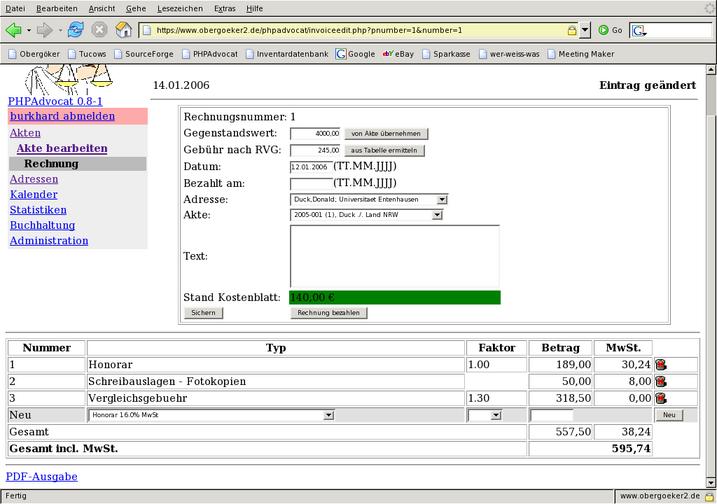 Datei Bearbeiten Ansicht Gehe Lesezeichen Extras Hilfe
https://www.obergoeker2.de/phpadvocat/invoiceedit.php?pnumber=1&number=1 Go G
Obergöker Tucows SourceForge PHPAdvocat Inventardatenbank Google eBay Sparkasse wer-weiss-was Meeting Maker
14.01.2006 Eintrag geändert
PHPAdvocat 0.8-1
burkhard abmelden
Akten
Akte bearbeiten
Rechnung
Adressen
Kalender
Statistiken
Buchhaltung
Administration
Rechnungsnummer: 1
Gegenstandswert: 4000,00 von Akte übernehmen
Gebühr nach RVG: 245,00 aus Tabelle ermitteln
Datum: 12.01.2006 (TT.MM.JJJJ)
Bezahlt am: (TT.MM.JJJJ)
Adresse: Duck,Donald; Universitaet Entenhausen
Akte: 2005-001 (1), Duck ./. Land NRW
Text:
Stand Kostenblatt: 140,00 €
Sichern Rechnung bezahlen
Nummer Typ Faktor Betrag MwSt.
1 Honorar 1.00 189,00 30,24
2 Schreibauslagen - Fotokopien 50,00 8,00
3 Vergleichsgebuehr 1.30 318,50 0,00
Neu Honorar 16.0% MwSt Neu
Gesamt 557,50 38,24
Gesamt incl. MwSt. 595,74
PDF-Ausgabe
Fertig www.obergoeker2.de